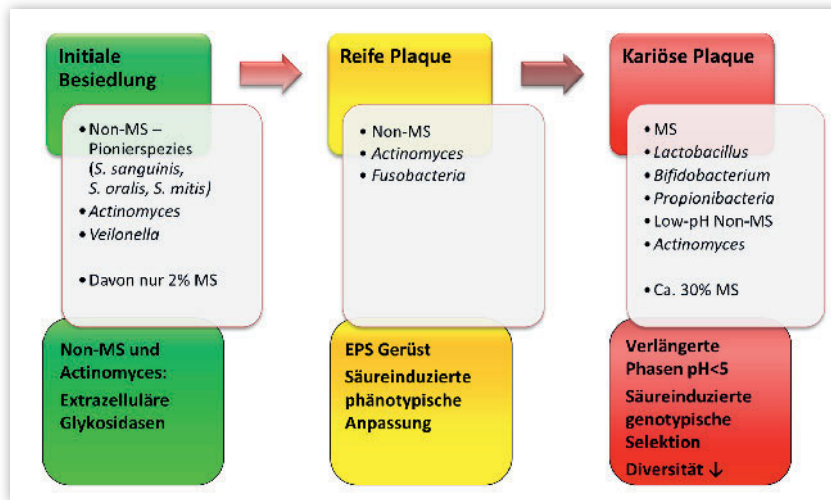 Initiale
Besiedlung
• Non-MS –
Pionierspezies
(S. sanguinis,
S. oralis, S. mitis)
• Actinomyces
• Veilonella
• Davon nur 2% MS
Non-MS und
Actinomyces:
Extrazelluläre
Glykosidasen
Reife Plaque
• Non-MS
• Actinomyces
• Fusobacteria
EPS Gerüst
Säureinduzierte
phänotypische
Anpassung
Kariöse Plaque
• MS
• Lactobacillus
• Bifidobacterium
• Propionibacteria
• Low-pH Non-MS
• Actinomyces
• Ca. 30% MS
Verlängerte
Phasen pH<5
Säureinduzierte
genotypische
Selektion
Diversität ↓